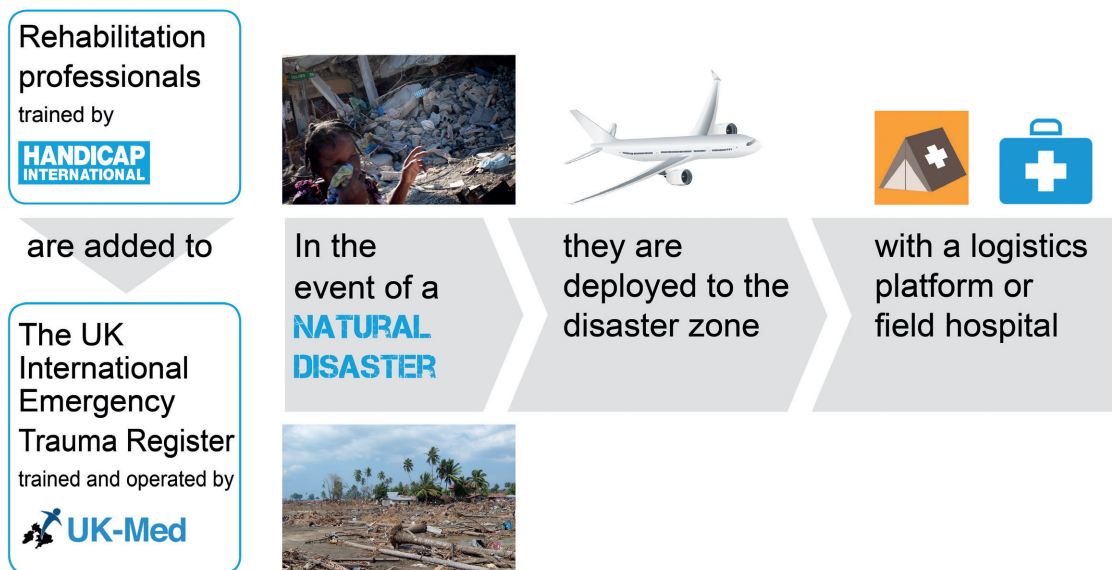 Rehabilitation
professionals
trained by
HANDICAP
INTERNATIONAL
are added to
The UK
International
Emergency
Trauma Register
trained and operated by
UK-Med
In the
event of a
NATURAL
DISASTER
they are
deployed to the
disaster zone
with a logistics
platform or
field hospital